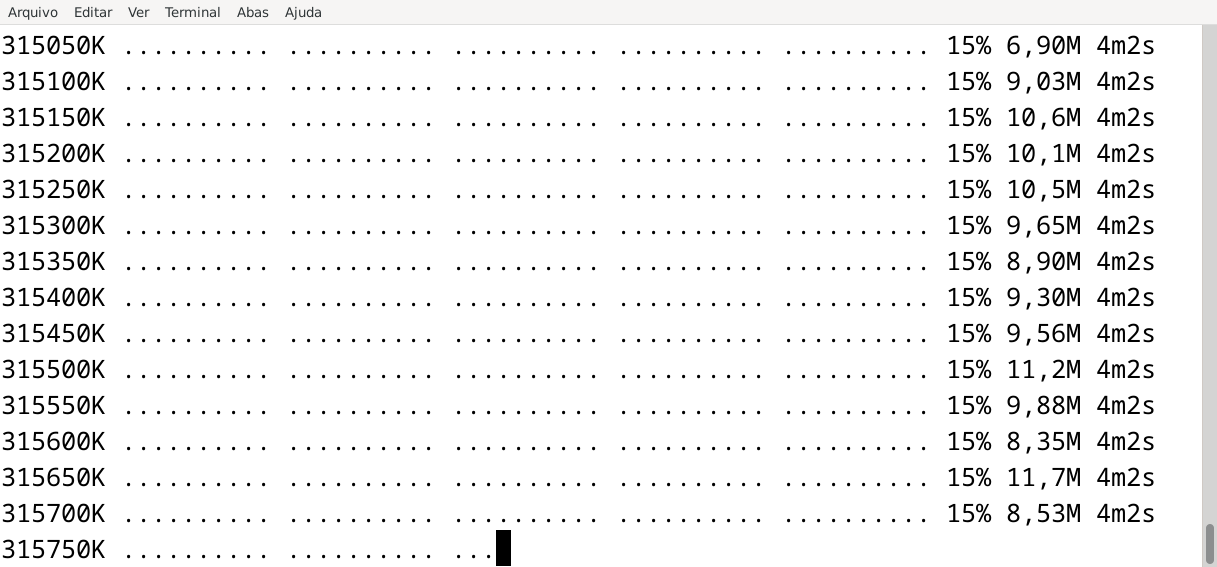 Arquivo Editar Ver Terminal Abas Ajuda
315050K .......... .......... .......... .......... .......... 15% 6,90M 4m2s
315100K .......... .......... .......... .......... .......... 15% 9,03M 4m2s
315150K .......... .......... .......... .......... .......... 15% 10,6M 4m2s
315200K .......... .......... .......... .......... .......... 15% 10,1M 4m2s
315250K .......... .......... .......... .......... .......... 15% 10,5M 4m2s
315300K .......... .......... .......... .......... .......... 15% 9,65M 4m2s
315350K .......... .......... .......... .......... .......... 15% 8,90M 4m2s
315400K .......... .......... .......... .......... .......... 15% 9,30M 4m2s
315450K .......... .......... .......... .......... .......... 15% 9,56M 4m2s
315500K .......... .......... .......... .......... .......... 15% 11,2M 4m2s
315550K .......... .......... .......... .......... .......... 15% 9,88M 4m2s
315600K .......... .......... .......... .......... .......... 15% 8,35M 4m2s
315650K .......... .......... .......... .......... .......... 15% 11,7M 4m2s
315700K .......... .......... .......... .......... .......... 15% 8,53M 4m2s
315750K .......... .......... ...